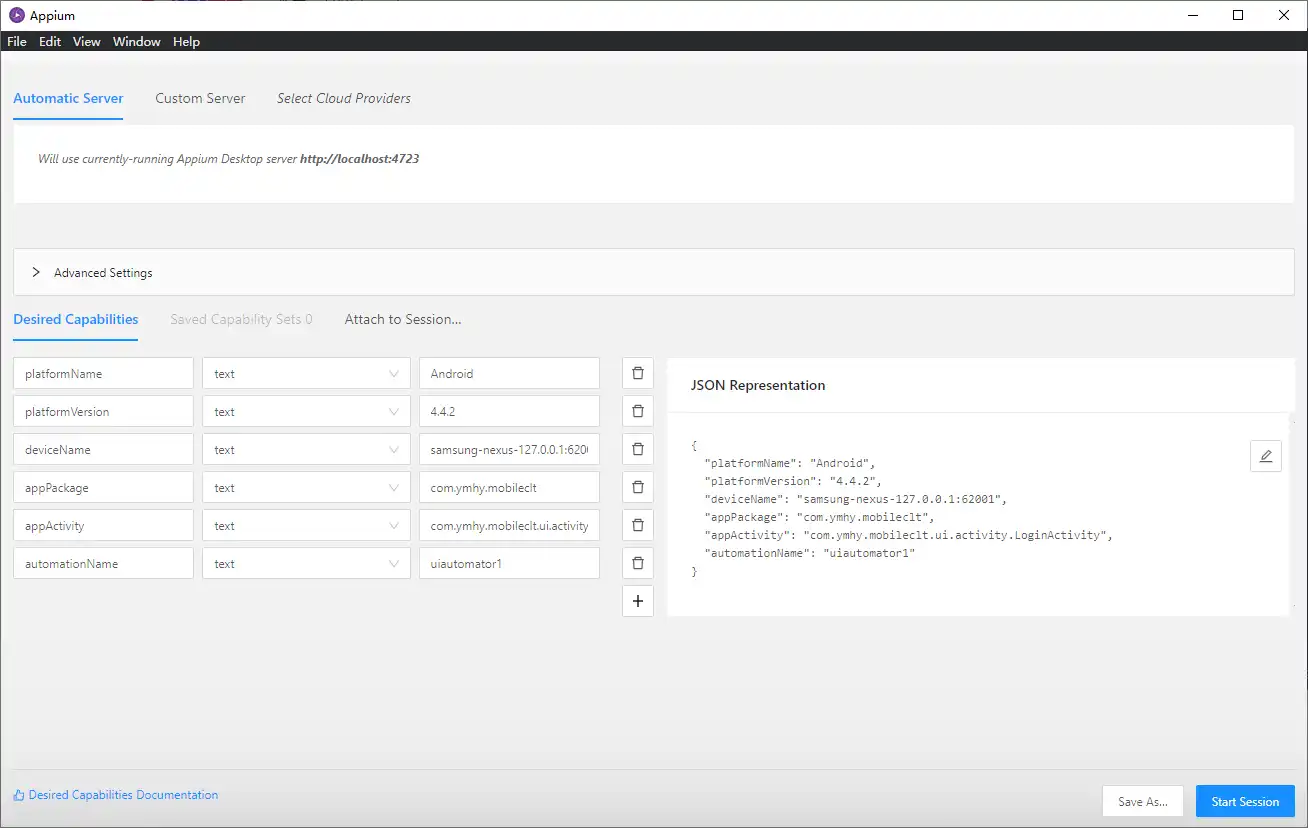 Appium
File Edit View Window Help
Automatic Server Custom Server Select Cloud Providers
Will use currently-running Appium Desktop server http://localhost:4723
Advanced Settings
Desired Capabilities Saved Capability Sets 0 Attach to Session...
platformName text Android
platformVersion text 4.4.2
deviceName text samsung-nexus-127.0.0.1:620
appPackage text com.ymhy.mobileclt
appActivity text com.ymhy.mobileclt.ui.activity
automationName text uiautomator1
JSON Representation
{
"platformName": "Android",
"platformVersion": "4.4.2",
"deviceName": "samsung-nexus-127.0.0.1:62001",
"appPackage": "com.ymhy.mobileclt",
"appActivity": "com.ymhy.mobileclt.ui.activity.LoginActivity",
"automationName": "uiautomator1"
}
Desired Capabilities Documentation
Save As...
Start Session